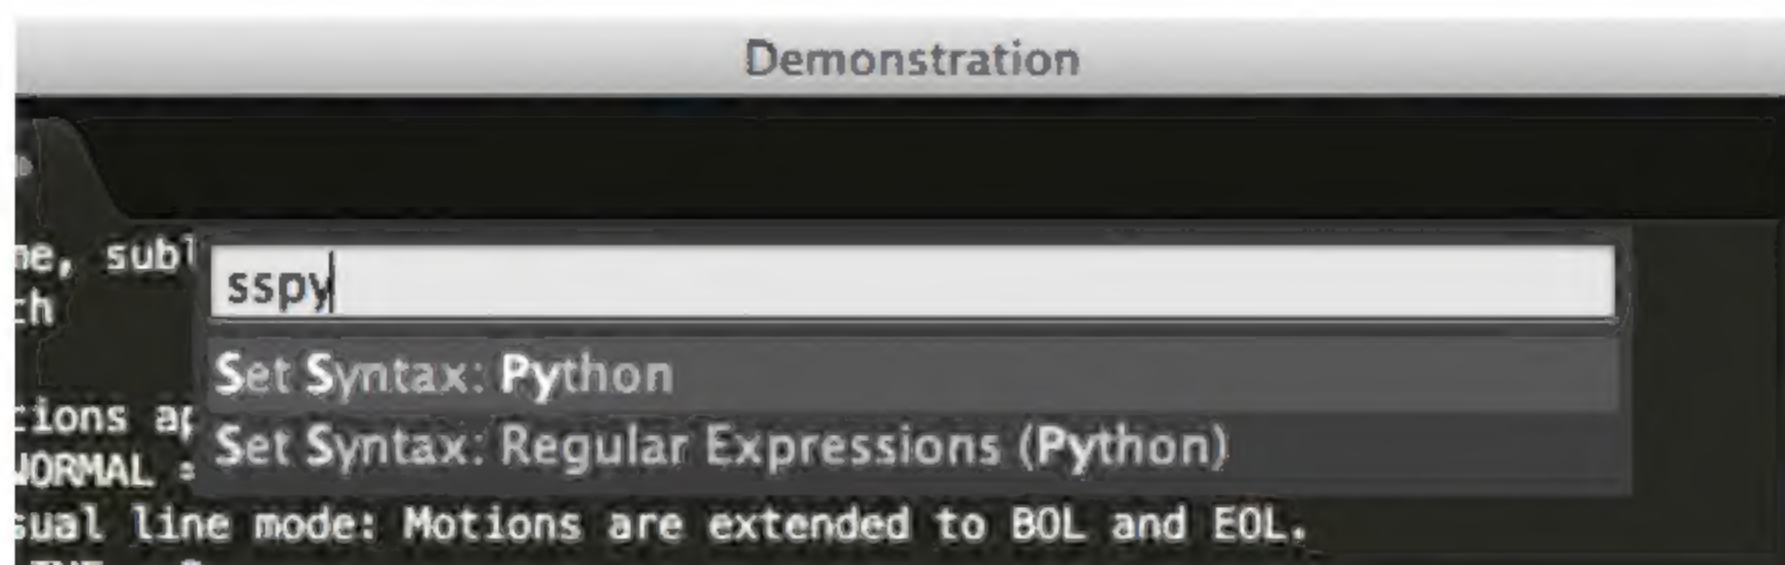 Demonstration
sspy
Set Syntax: Python
Set Syntax: Regular Expressions (Python)
line mode: Motions are extended to BOL and EOL.